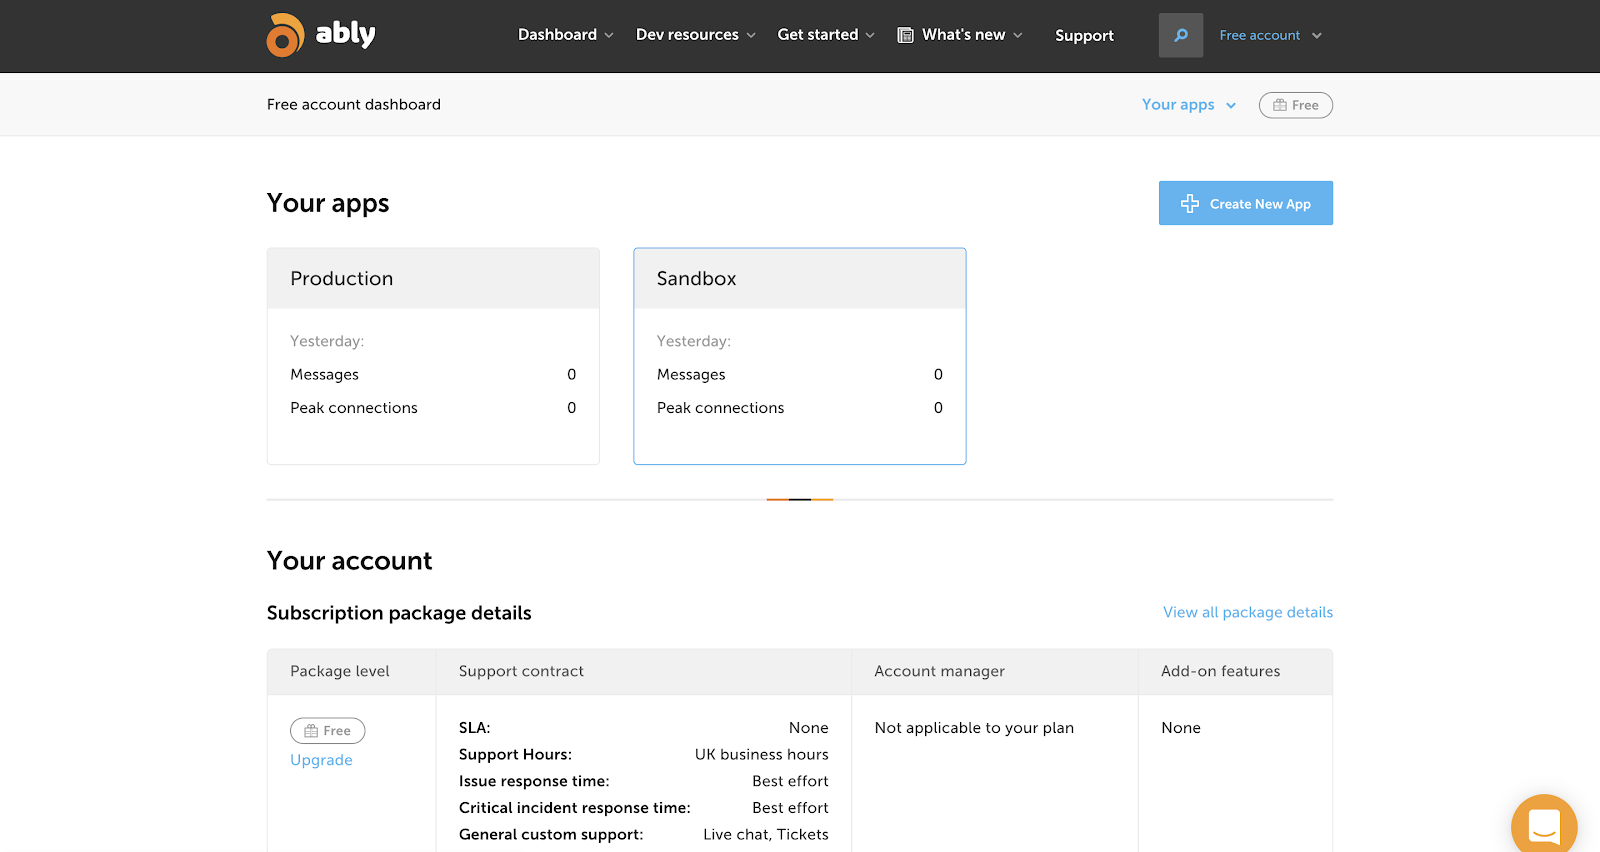 ably
Dashboard Dev resources Get started What's new Support Free account
Free account dashboard Your apps Free
Your apps Create New App
Production Sandbox
Yesterday: Yesterday:
Messages 0 Messages 0
Peak connections 0 Peak connections 0
Your account
Subscription package details View all package details
Package level Support contract Account manager Add-on features
Free SLA: None Not applicable to your plan None
Upgrade Support Hours: UK business hours
Issue response time: Best effort
Critical incident response time: Best effort
General custom support: Live chat, Tickets